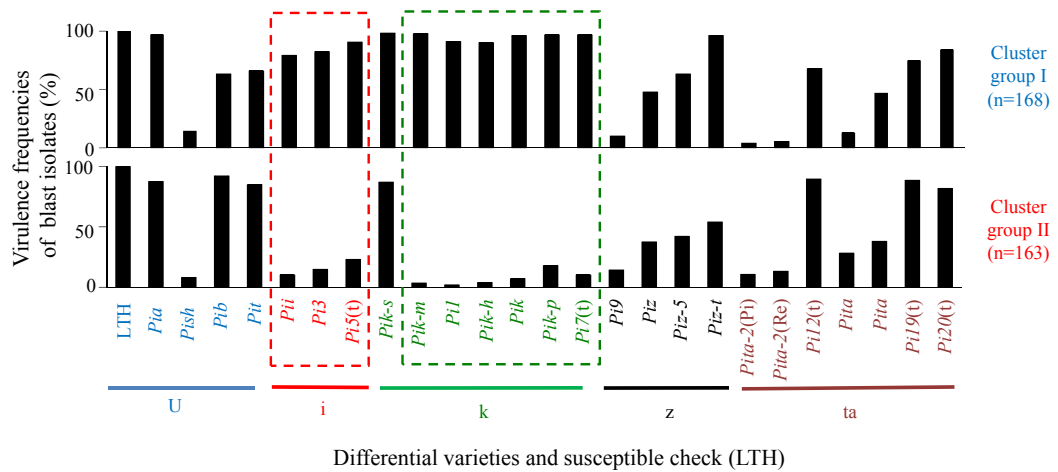 Virulence frequencies
of blast isolates (%)
100
50
0
100
50
0
Cluster
group I
(n=168)
Cluster
group II
(n=163)
LTH
Pia
Pish
Pib
Pit
Pii
Pi3
Pi5(t)
Pik-s
Pik-m
Pi1
Pik-h
Pik
Pik-p
Pi7(t)
Pi9
Piz
Piz-5
Piz-t
Pita-2(Pi)
Pita-2(Re)
Pi12(t)
Pita
Pita
Pi19(t)
Pi20(t)
U
i
k
z
ta
Differential varieties and susceptible check (LTH)